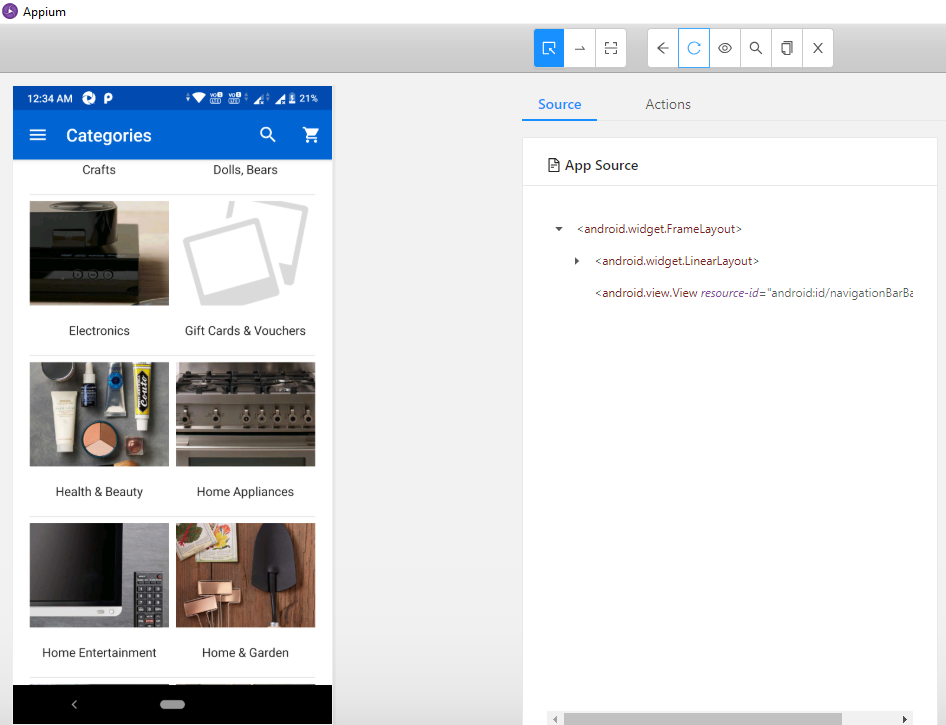 Appium
12:34 AM P 21%
Categories
Crafts Dolls, Bears
Electronics Gift Cards & Vouchers
Couto
Health & Beauty Home Appliances
Home Entertainment Home & Garden
Source Actions
App Source
<android.widget.FrameLayout>
<android.widget.LinearLayout>
<android.view.View resource-id="android:id/navigationBarBa